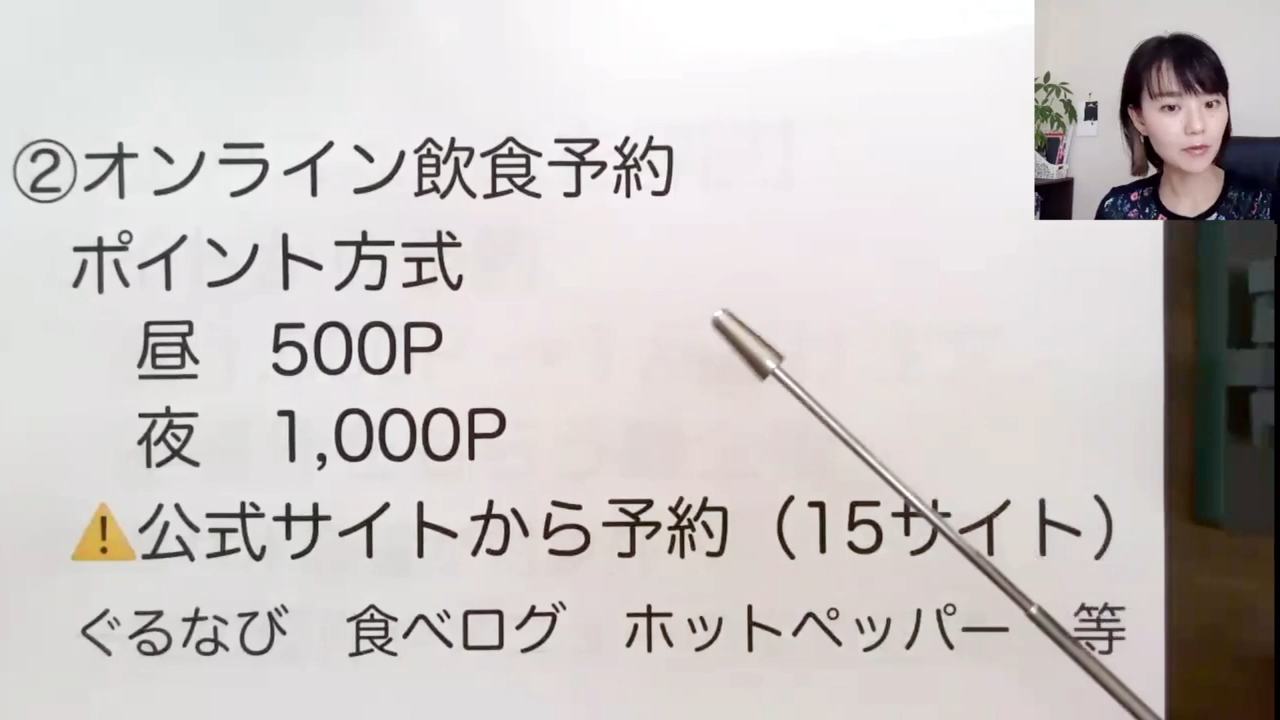 ②オンライン飲食予約
ポイント方式
昼 500P
夜 1,000P
⚠公式サイトから予約（15サイト）
ぐるなび 食べログ ホットペッパー 等